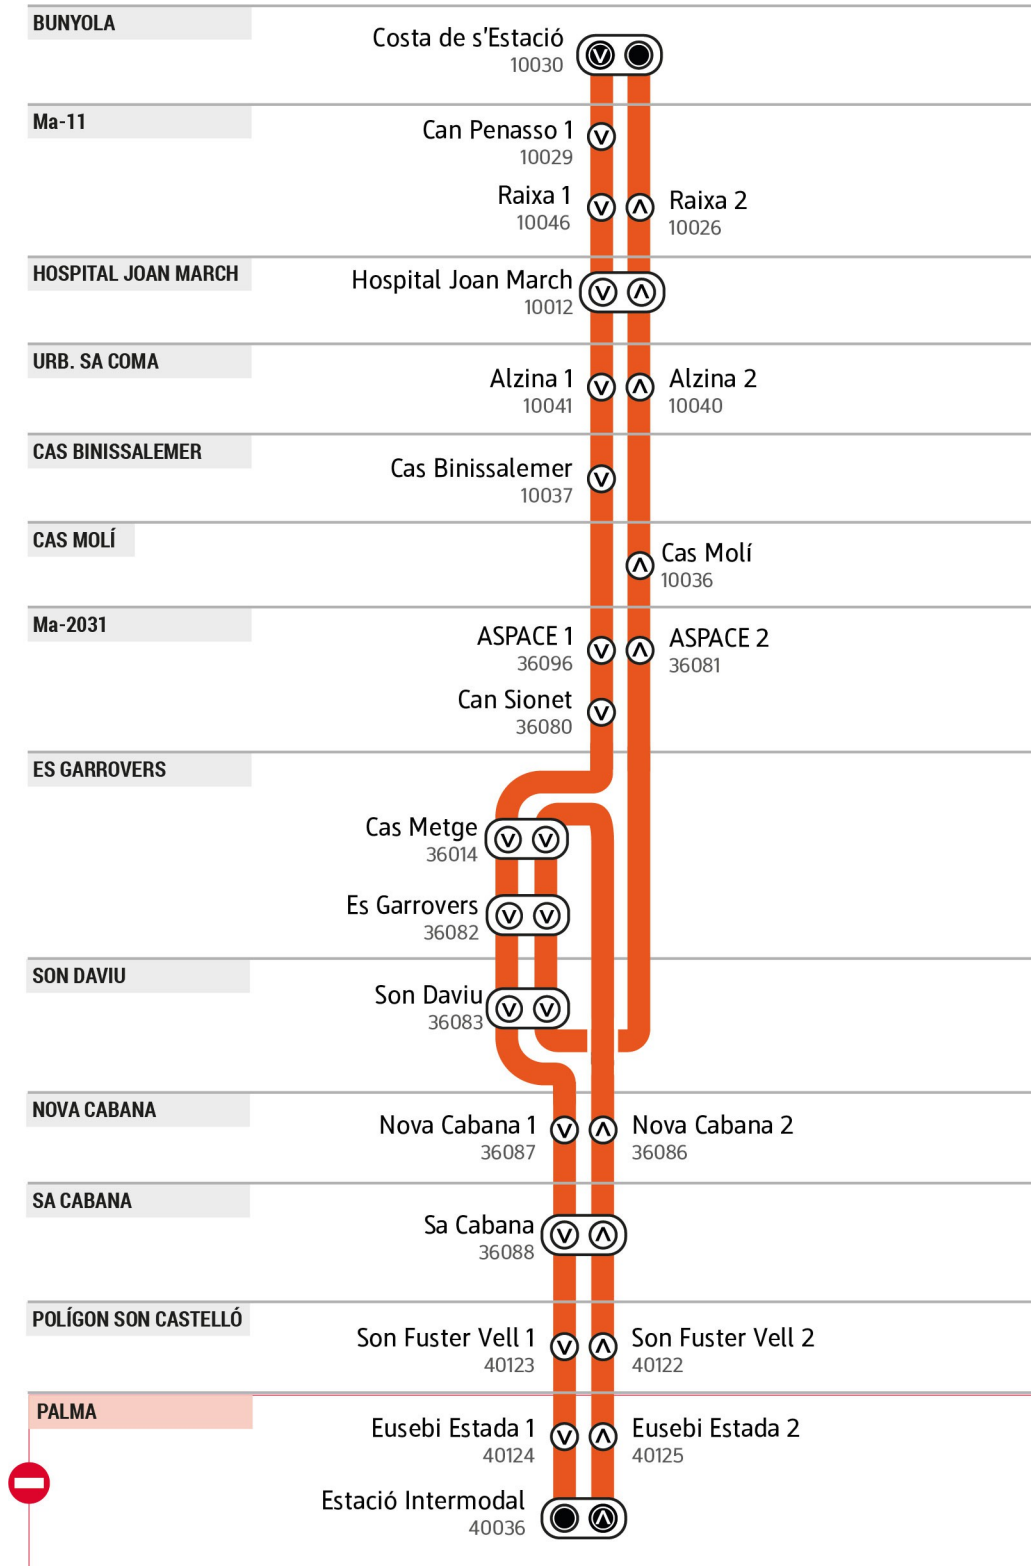 BUNYOLA
Costa de s'Estació
10030
Ma-11
Can Penasso 1
10029
Raixa 1
10046
Raixa 2
10026
HOSPITAL JOAN MARCH
Hospital Joan March
10012
URB. SA COMA
Alzina 1
10041
Alzina 2
10040
CAS BINISSALEMER
Cas Binissalemer
10037
CAS MOLÍ
Cas Molí
10036
Ma-2031
ASPACE 1
36096
ASPACE 2
36081
Can Sionet
36080
ES GARROVERS
Cas Metge
36014
Es Garrovers
36082
SON DAVIU
Son Daviu
36083
NOVA CABANA
Nova Cabana 1
36087
Nova Cabana 2
36086
SA CABANA
Sa Cabana
36088
POLÍGON SON CASTELLÓ
Son Fuster Vell 1
40123
Son Fuster Vell 2
40122
PALMA
Eusebi Estada 1
40124
Eusebi Estada 2
40125
Estació Intermodal
40036